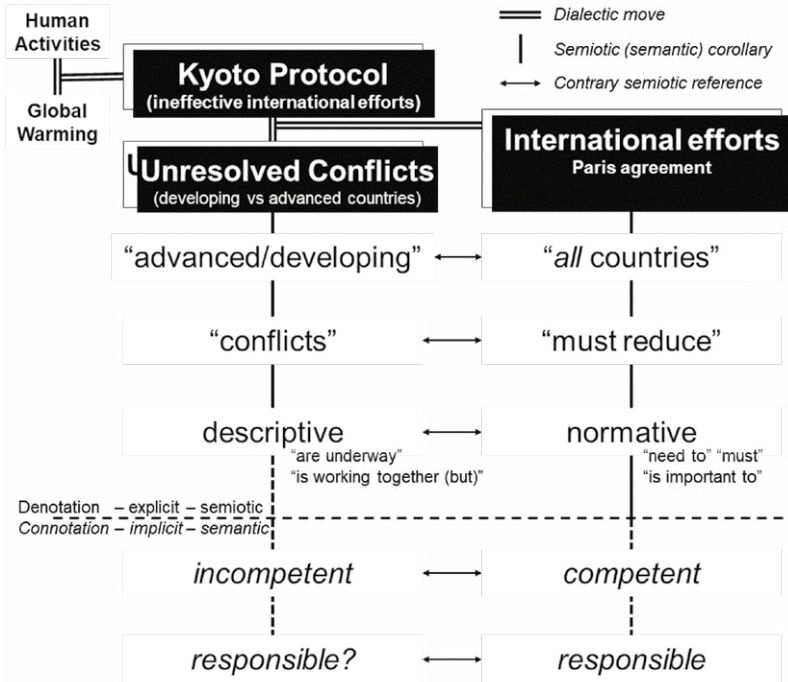 Human
Activities
Global
Warming
Dialectic move
Semiotic (semantic) corollary
Contrary semiotic reference
Kyoto Protocol
(ineffective international efforts)
Unresolved Conflicts
(developing vs advanced countries)
International efforts
Paris agreement
“advanced/developing”
“all countries”
“conflicts”
“must reduce”
descriptive
“are underway”
“is working together (but)”
normative
“need to” “must”
“is important to”
Denotation – explicit – semiotic
Connotation – implicit – semantic
incompetent
competent
responsible?
responsible